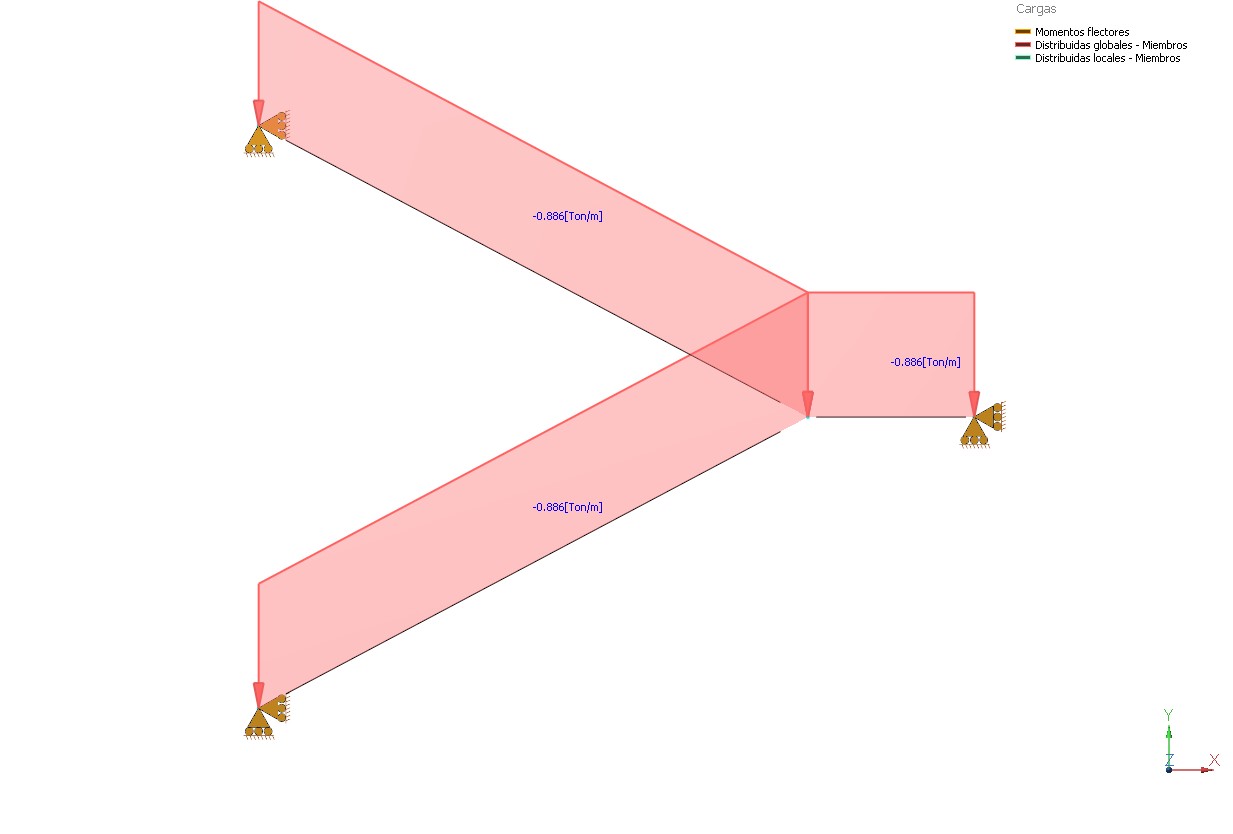 Cargas
Momentos flectores
Distribuidas globales - Miembros
Distribuidas locales - Miembros
-0.886[Ton/m]
-0.886[Ton/m]
-0.886[Ton/m]
Y
Z
X